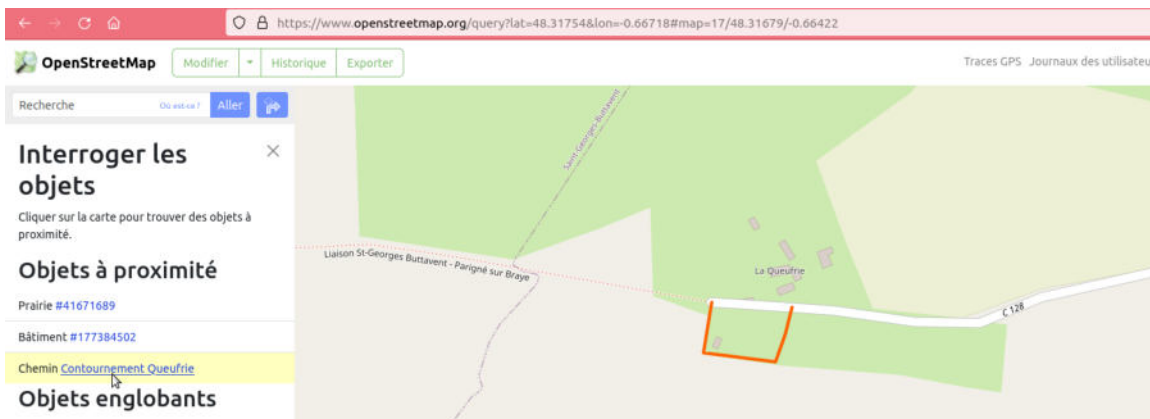 https://www.openstreetmap.org/query?lat=48.31754&lon=-0.66718#map=17/48.31679/-0.66422
OpenStreetMap
Modifier
Historique
Exporter
Traces GPS
Journaux des utilisateu
Recherche
Où est-ce ?
Aller
Interroger les
objets
Cliquer sur la carte pour trouver des objets à
proximité.
Objets à proximité
Prairie #41671689
Bâtiment #177384502
Chemin Contournement Queufrie
Objets englobants
Saint-Georges-Buttavent
Liaison St-Georges Buttavent - Parigné sur Braye
La Queufrie
C 128